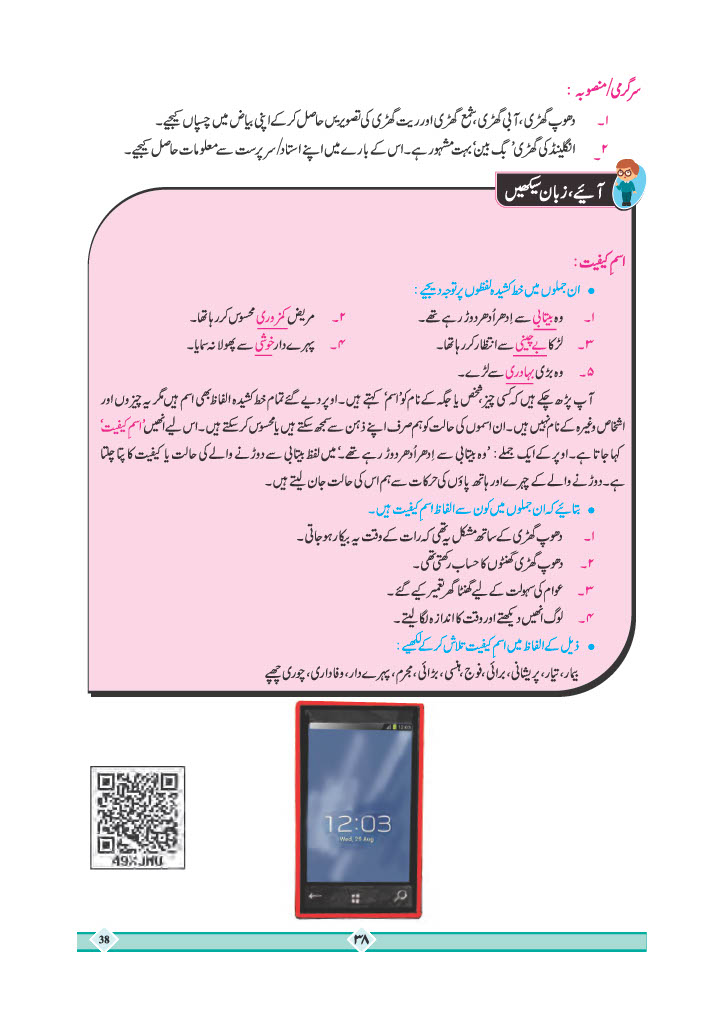 سرگرمی/منصوبہ :
۱۔ دھوپ گھڑی، آبی گھڑی، شمع گھڑی اور ریت گھڑی کی تصویریں حاصل کرکے اپنی بیاض میں چسپاں کیجیے۔
۲۔ انگلینڈ کی گھڑی 'بگ بین' بہت مشہور ہے۔ اس کے بارے میں اپنے استاد/سرپرست سے معلومات حاصل کیجیے۔
آئیے، زبان سیکھیں
اسمِ کیفیت :
● ان جملوں میں خط کشیدہ لفظوں پر توجہ دیجیے :
۱۔ وہ بیتابی سے اِدھر اُدھر دوڑ رہے تھے۔ ۲۔ مریض کمزوری محسوس کر رہا تھا۔
۳۔ لڑکا بے چینی سے انتظار کر رہا تھا۔ ۴۔ پہرے دار خوشی سے پھولا نہ سمایا۔
۵۔ وہ بڑی بہادری سے لڑے۔
آپ پڑھ چکے ہیں کہ کسی چیز، شخص یا جگہ کے نام کو 'اسم' کہتے ہیں۔ اوپر دیے گئے تمام خط کشیدہ الفاظ بھی اسم ہیں مگر یہ چیزوں اور
اشخاص وغیرہ کے نام نہیں ہیں۔ ان اسموں کی حالت کو ہم صرف اپنے ذہن سے سمجھ سکتے ہیں یا محسوس کرسکتے ہیں۔ اس لیے انھیں 'اسمِ کیفیت'
کہا جاتا ہے۔ اوپر کے ایک جملے : 'وہ بیتابی سے اِدھر اُدھر دوڑ رہے تھے۔' میں لفظ بیتابی سے دوڑنے والے کی حالت یا کیفیت کا پتا چلتا
ہے۔ دوڑنے والے کے چہرے اور ہاتھ پاؤں کی حرکات سے ہم اس کی حالت جان لیتے ہیں۔
● بتائیے کہ ان جملوں میں کون سے الفاظ اسمِ کیفیت ہیں۔
۱۔ دھوپ گھڑی کے ساتھ مشکل یہ تھی کہ رات کے وقت یہ بیکار ہوجاتی۔
۲۔ دھوپ گھڑی گھنٹوں کا حساب رکھتی تھی۔
۳۔ عوام کی سہولت کے لیے گھنٹا گھر تعمیر کیے گئے۔
۴۔ لوگ انھیں دیکھتے اور وقت کا اندازہ لگا لیتے۔
● ذیل کے الفاظ میں اسمِ کیفیت تلاش کرکے لکھیے :
بیمار، تیار، پریشانی، برائی، فوج، ہنسی، بڑائی، مجرم، پہرے دار، وفاداری، چوری چھپے
12:03
12:03
Wed, 28 Aug
49XJMU
38
۳۸